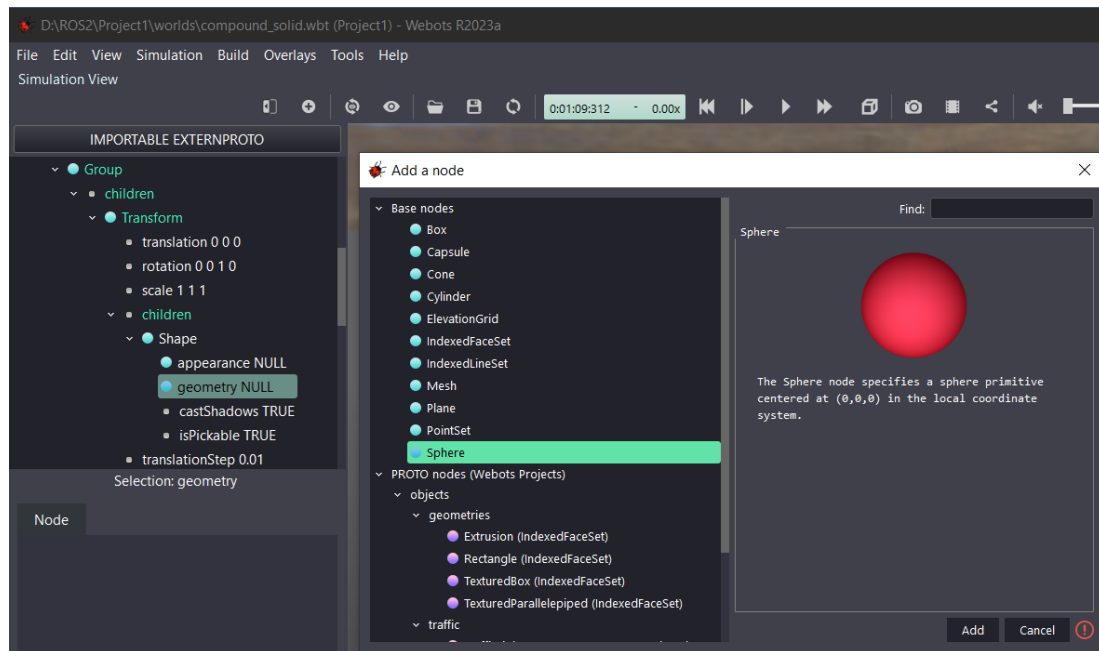 D:\ROS2\Project1\worlds\compound_solid.wbt (Project1) - Webots R2023a
File Edit View Simulation Build Overlays Tools Help
Simulation View
0:01:09:312 - 0.00x
IMPORTABLE EXTERNPROTO
Group
children
Transform
translation 0 0 0
rotation 0 0 1 0
scale 1 1 1
children
Shape
appearance NULL
geometry NULL
castShadows TRUE
isPickable TRUE
translationStep 0.01
Selection: geometry
Node
Add a node
Base nodes
Box
Capsule
Cone
Cylinder
ElevationGrid
IndexedFaceSet
IndexedLineSet
Mesh
Plane
PointSet
Sphere
PROTO nodes (Webots Projects)
objects
geometries
Extrusion (IndexedFaceSet)
Rectangle (IndexedFaceSet)
TexturedBox (IndexedFaceSet)
TexturedParallelepiped (IndexedFaceSet)
traffic
Find:
Sphere
The Sphere node specifies a sphere primitive
centered at (0,0,0) in the local coordinate
system.
Add Cancel